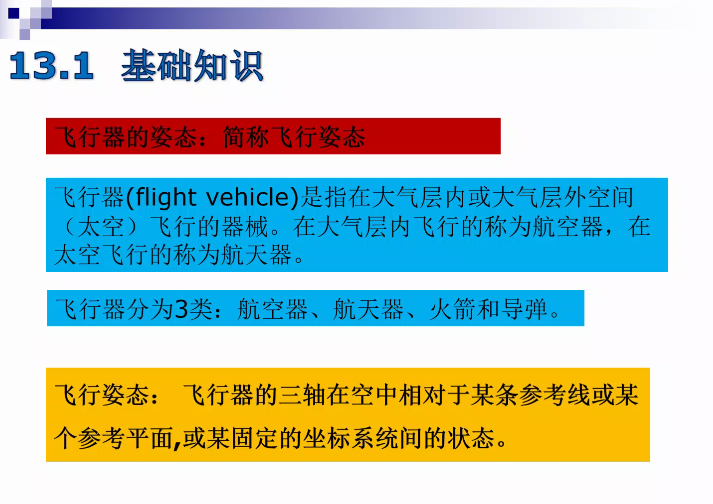 13.1 基础知识
飞行器的姿态：简称飞行姿态
飞行器(flight vehicle)是指在大气层内或大气层外空间
（太空）飞行的器械。在大气层内飞行的称为航空器，在
太空飞行的称为航天器。
飞行器分为3类：航空器、航天器、火箭和导弹。
飞行姿态： 飞行器的三轴在空中相对于某条参考线或某
个参考平面,或某固定的坐标系统间的状态。